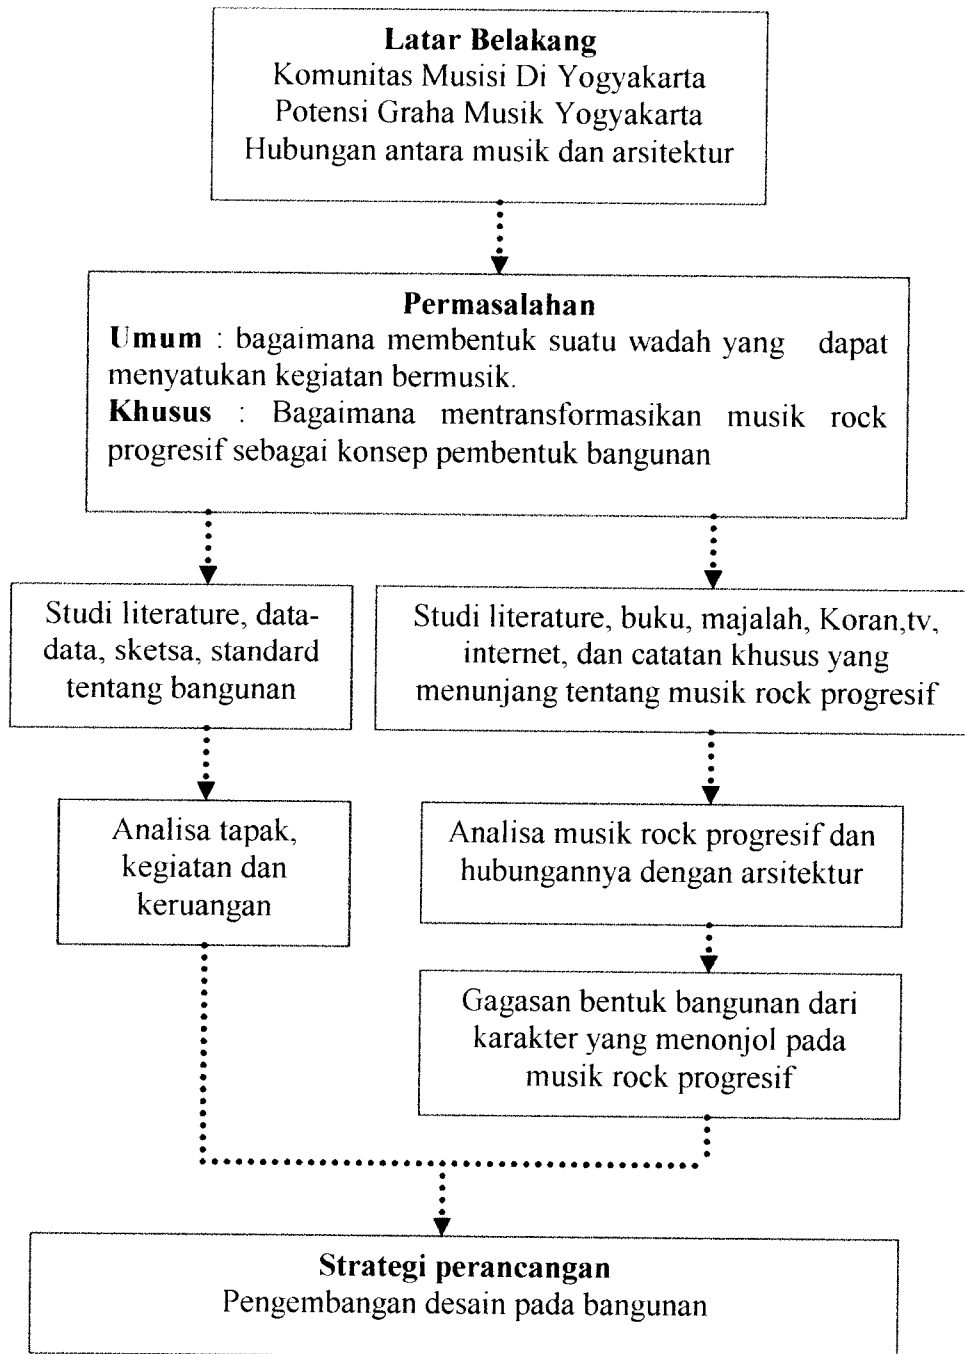 Latar Belakang
Komunitas Musisi Di Yogyakarta
Potensi Graha Musik Yogyakarta
Hubungan antara musik dan arsitektur
Permasalahan
Umum : bagaimana membentuk suatu wadah yang dapat
menyatukan kegiatan bermusik.
Khusus : Bagaimana mentransformasikan musik rock
progresif sebagai konsep pembentuk bangunan
Studi literature, data-
data, sketsa, standard
tentang bangunan
Studi literature, buku, majalah, Koran,tv,
internet, dan catatan khusus yang
menunjang tentang musik rock progresif
Analisa tapak,
kegiatan dan
keruangan
Analisa musik rock progresif dan
hubungannya dengan arsitektur
Gagasan bentuk bangunan dari
karakter yang menonjol pada
musik rock progresif
Strategi perancangan
Pengembangan desain pada bangunan